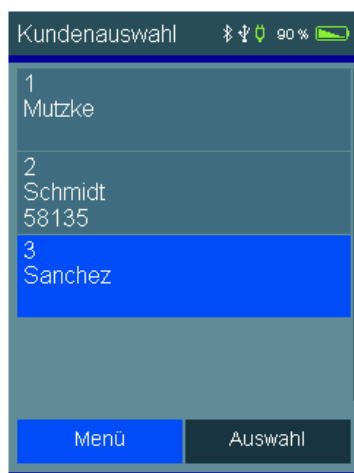 Kundenauswahl 90 %
1
Mutzke
2
Schmidt
58135
3
Sanchez
Menü Auswahl